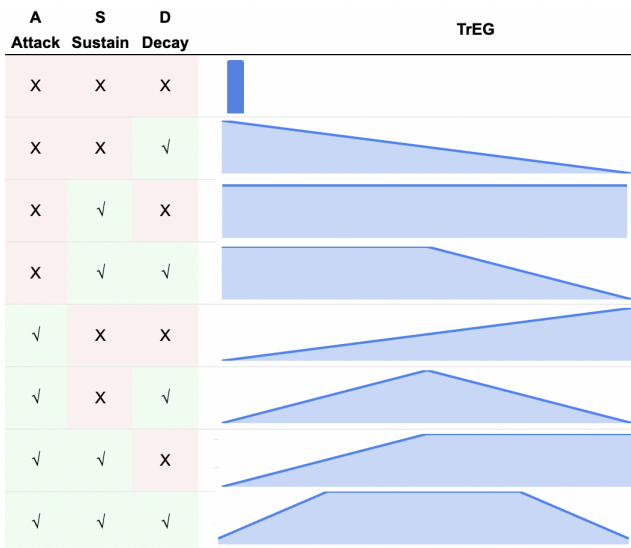 A S D
Attack Sustain Decay TrEG
X X X
X X √
X √ X
X √ √
√ X X
√ X √
√ √ X
√ √ √